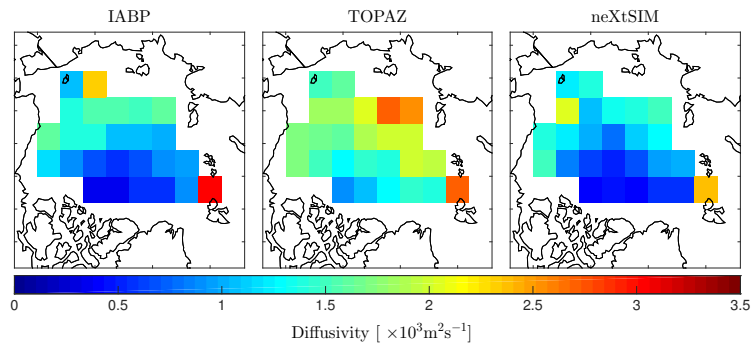 IABP TOPAZ neXtSIM
0 0.5 1 1.5 2 2.5 3 3.5
Diffusivity [ ×10³m²s⁻¹]